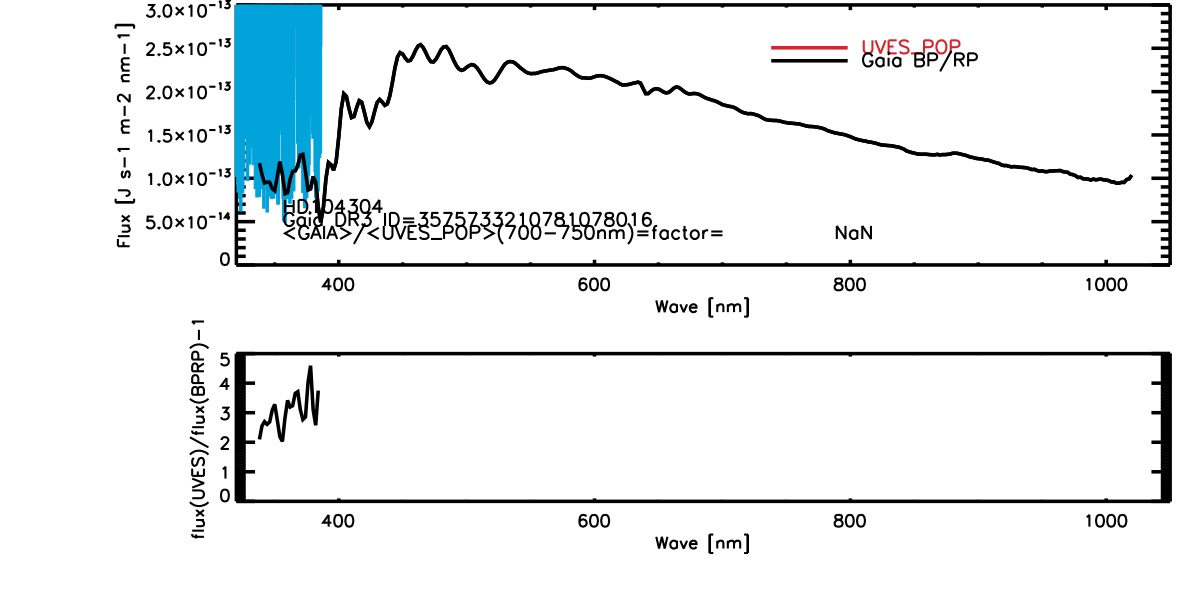 3.0×10−13
2.5×10−13
2.0×10−13
1.5×10−13
1.0×10−13
5.0×10−14
0
Flux [J s−1 m−2 nm−1]
UVES_POP
Gaia BP/RP
HD104304
Gaia DR3 ID=3575733210781078016
<GAIA>/<UVES_POP>(700−750nm)=factor= NaN
400 600 800 1000
Wave [nm]
5
4
3
2
1
0
flux(UVES)/flux(BPRP)−1
400 600 800 1000
Wave [nm]